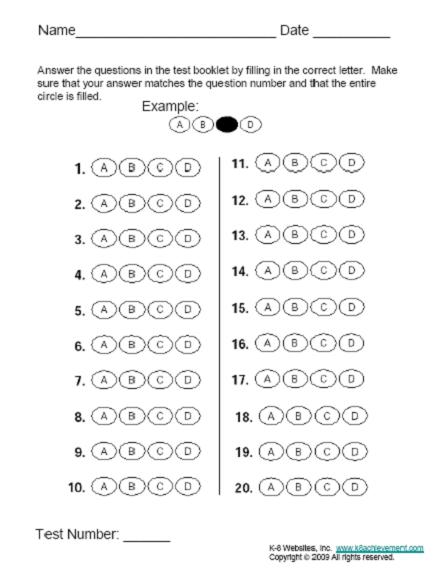 Name______________________ Date __________
Answer the questions in the test booklet by filling in the correct letter. Make
sure that your answer matches the question number and that the entire
circle is filled.
Example:
A B D
1. A B C D
2. A B C D
3. A B C D
4. A B C D
5. A B C D
6. A B C D
7. A B C D
8. A B C D
9. A B C D
10. A B C D
11. A B C D
12. A B C D
13. A B C D
14. A B C D
15. A B C D
16. A B C D
17. A B C D
18. A B C D
19. A B C D
20. A B C D
Test Number: ______
K-8 Websites, Inc. www.k8achievement.com
Copyright © 2009 All rights reserved.